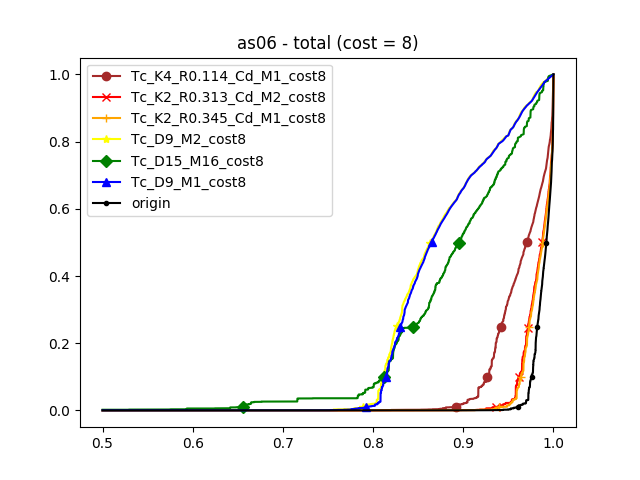 as06 - total (cost = 8)
Tc_K4_R0.114_Cd_M1_cost8
Tc_K2_R0.313_Cd_M2_cost8
Tc_K2_R0.345_Cd_M1_cost8
Tc_D9_M2_cost8
Tc_D15_M16_cost8
Tc_D9_M1_cost8
origin
1.0
0.8
0.6
0.4
0.2
0.0
0.5 0.6 0.7 0.8 0.9 1.0